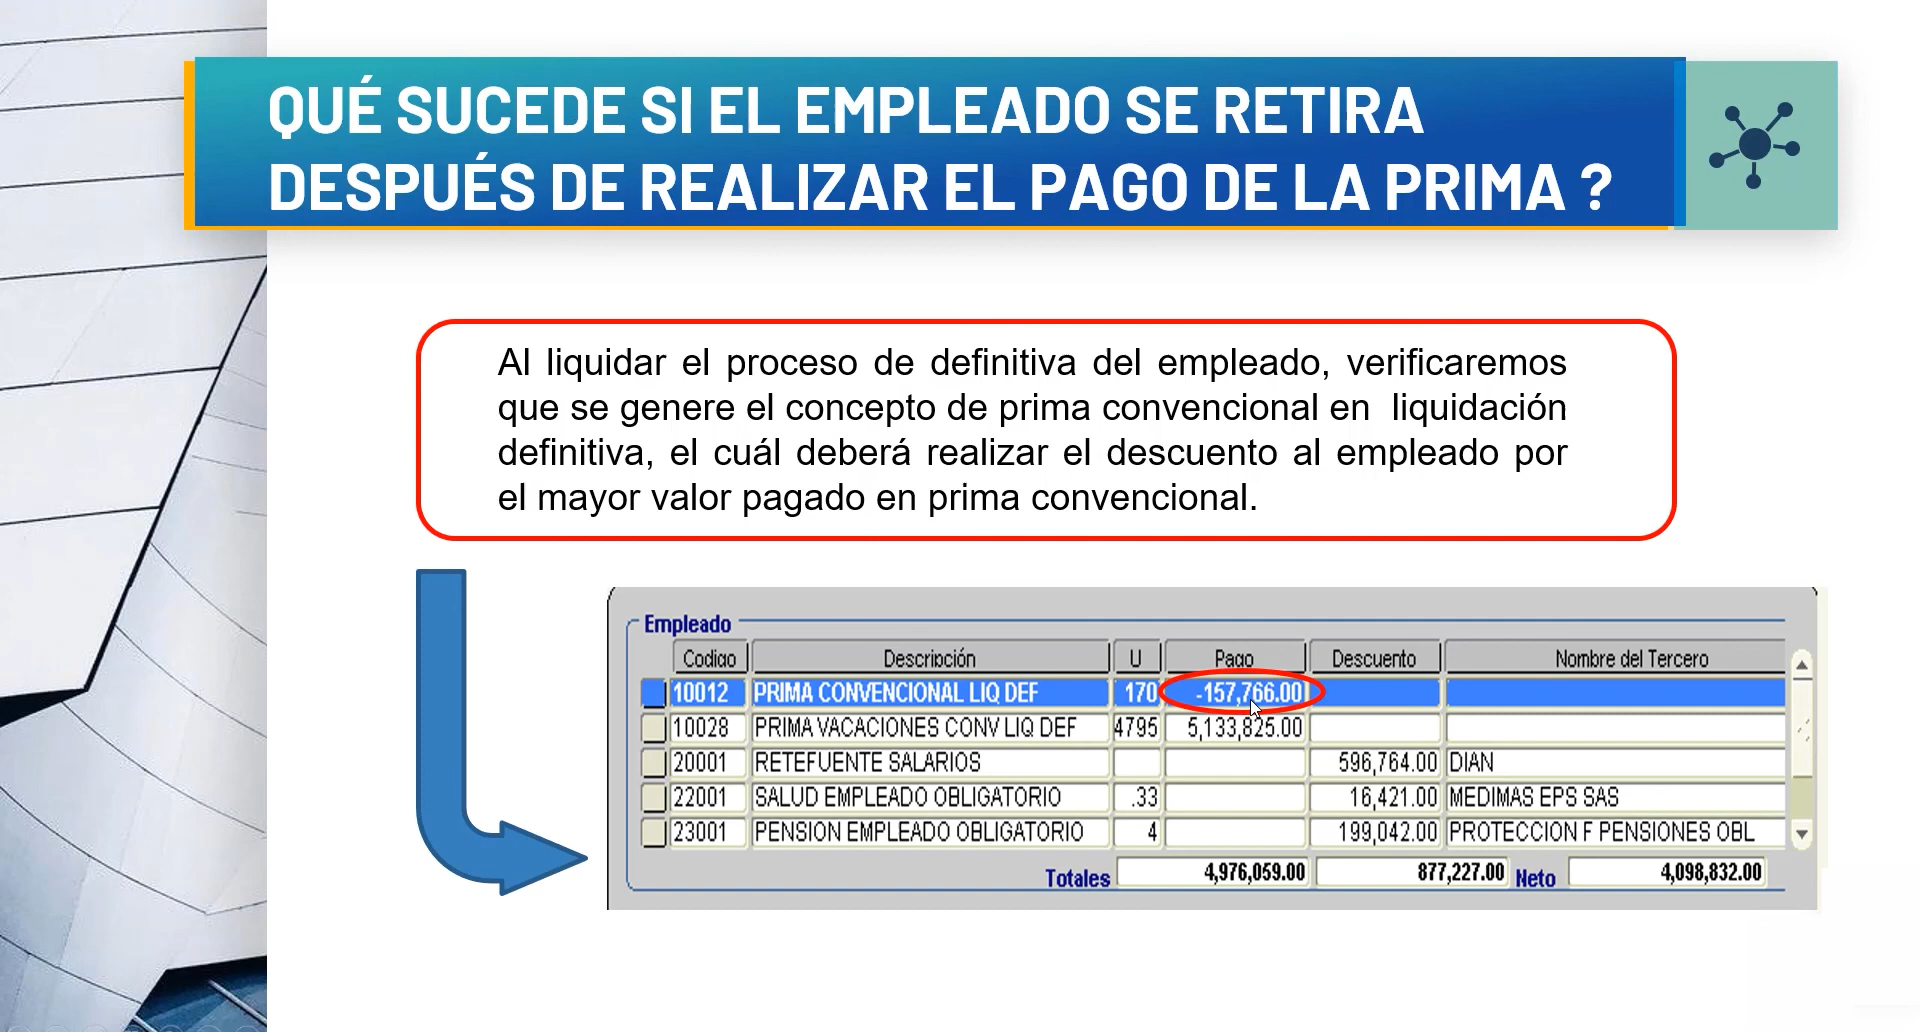 QUÉ SUCEDE SI EL EMPLEADO SE RETIRA
DESPUÉS DE REALIZAR EL PAGO DE LA PRIMA ?
Al liquidar el proceso de definitiva del empleado, verificaremos
que se genere el concepto de prima convencional en liquidación
definitiva, el cuál deberá realizar el descuento al empleado por
el mayor valor pagado en prima convencional.
Empleado
Codigo Descripción U Pago Descuento Nombre del Tercero
10012 PRIMA CONVENCIONAL LIQ DEF 170 -157,766.00
10028 PRIMA VACACIONES CONV LIQ DEF 4795 5,133,825.00
20001 RETEFUENTE SALARIOS 596,764.00 DIAN
22001 SALUD EMPLEADO OBLIGATORIO .33 16,421.00 MEDIMAS EPS SAS
23001 PENSION EMPLEADO OBLIGATORIO 4 199,042.00 PROTECCION F PENSIONES OBL
Totales 4,976,059.00 877,227.00 Neto 4,098,832.00